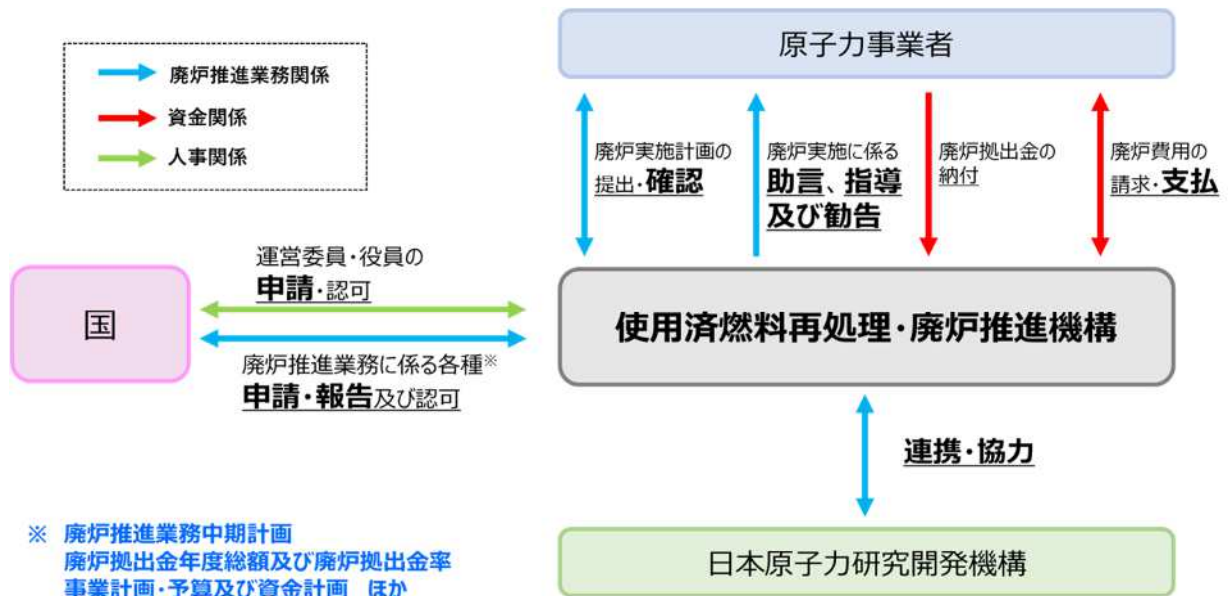 原子力事業者
廃炉推進業務関係
資金関係
人事関係
廃炉実施計画の
提出・確認
廃炉実施に係る
助言、指導
及び勧告
廃炉拠出金の
納付
廃炉費用の
請求・支払
運営委員・役員の
申請・認可
国
使用済燃料再処理・廃炉推進機構
廃炉推進業務に係る各種※
申請・報告及び認可
連携・協力
※ 廃炉推進業務中期計画
廃炉拠出金年度総額及び廃炉拠出金率
事業計画・予算及び資金計画 ほか
日本原子力研究開発機構